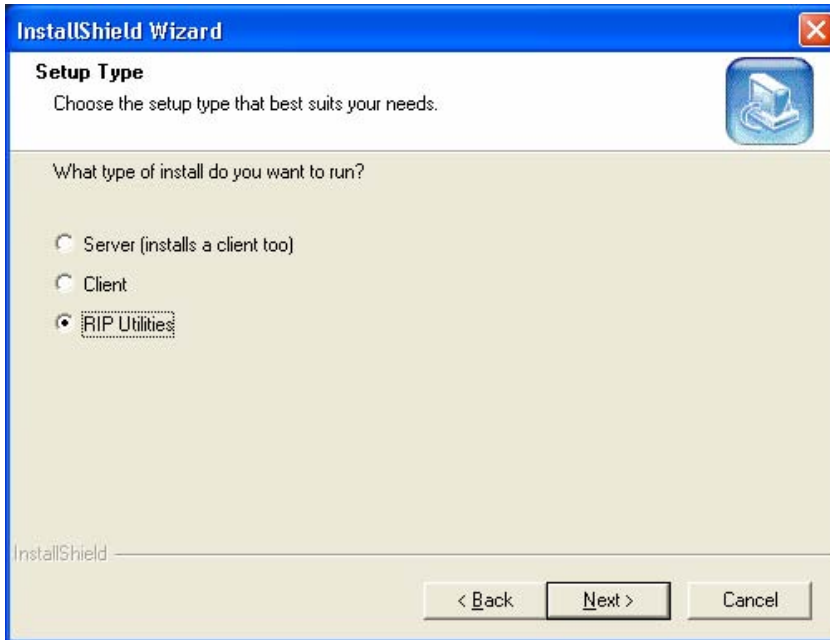 InstallShield Wizard
Setup Type
Choose the setup type that best suits your needs.
What type of install do you want to run?
Server (installs a client too)
Client
RIP Utilities
InstallShield
< Back
Next >
Cancel